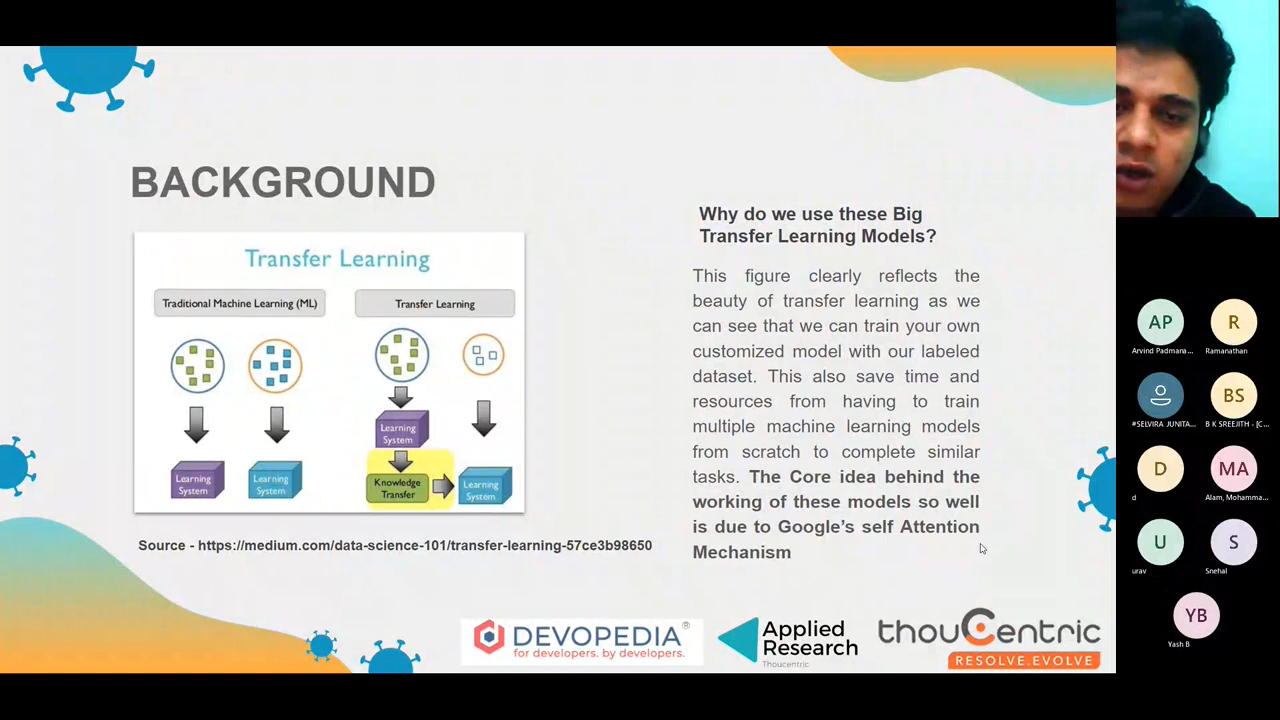 BACKGROUND
Transfer Learning
Traditional Machine Learning (ML)
Transfer Learning
Learning
System
Learning
System
Learning
System
Knowledge
Transfer
Learning
System
Source - https://medium.com/data-science-101/transfer-learning-57ce3b98650
Why do we use these Big
Transfer Learning Models?
This figure clearly reflects the
beauty of transfer learning as we
can see that we can train your own
customized model with our labeled
dataset. This also save time and
resources from having to train
multiple machine learning models
from scratch to complete similar
tasks. The Core idea behind the
working of these models so well
is due to Google's self Attention
Mechanism
DEVOPEDIA®
for developers. by developers.
Applied
Research
Thoucentric
thouCentric
RESOLVE.EVOLVE
AP
Arvind Padmana...
R
Ramanathan
#SELVIRA JUNITA...
BS
B K SREEJITH - [C...
D
d
MA
Alam, Mohamma...
U
urav
S
Snehal
YB
Yash B